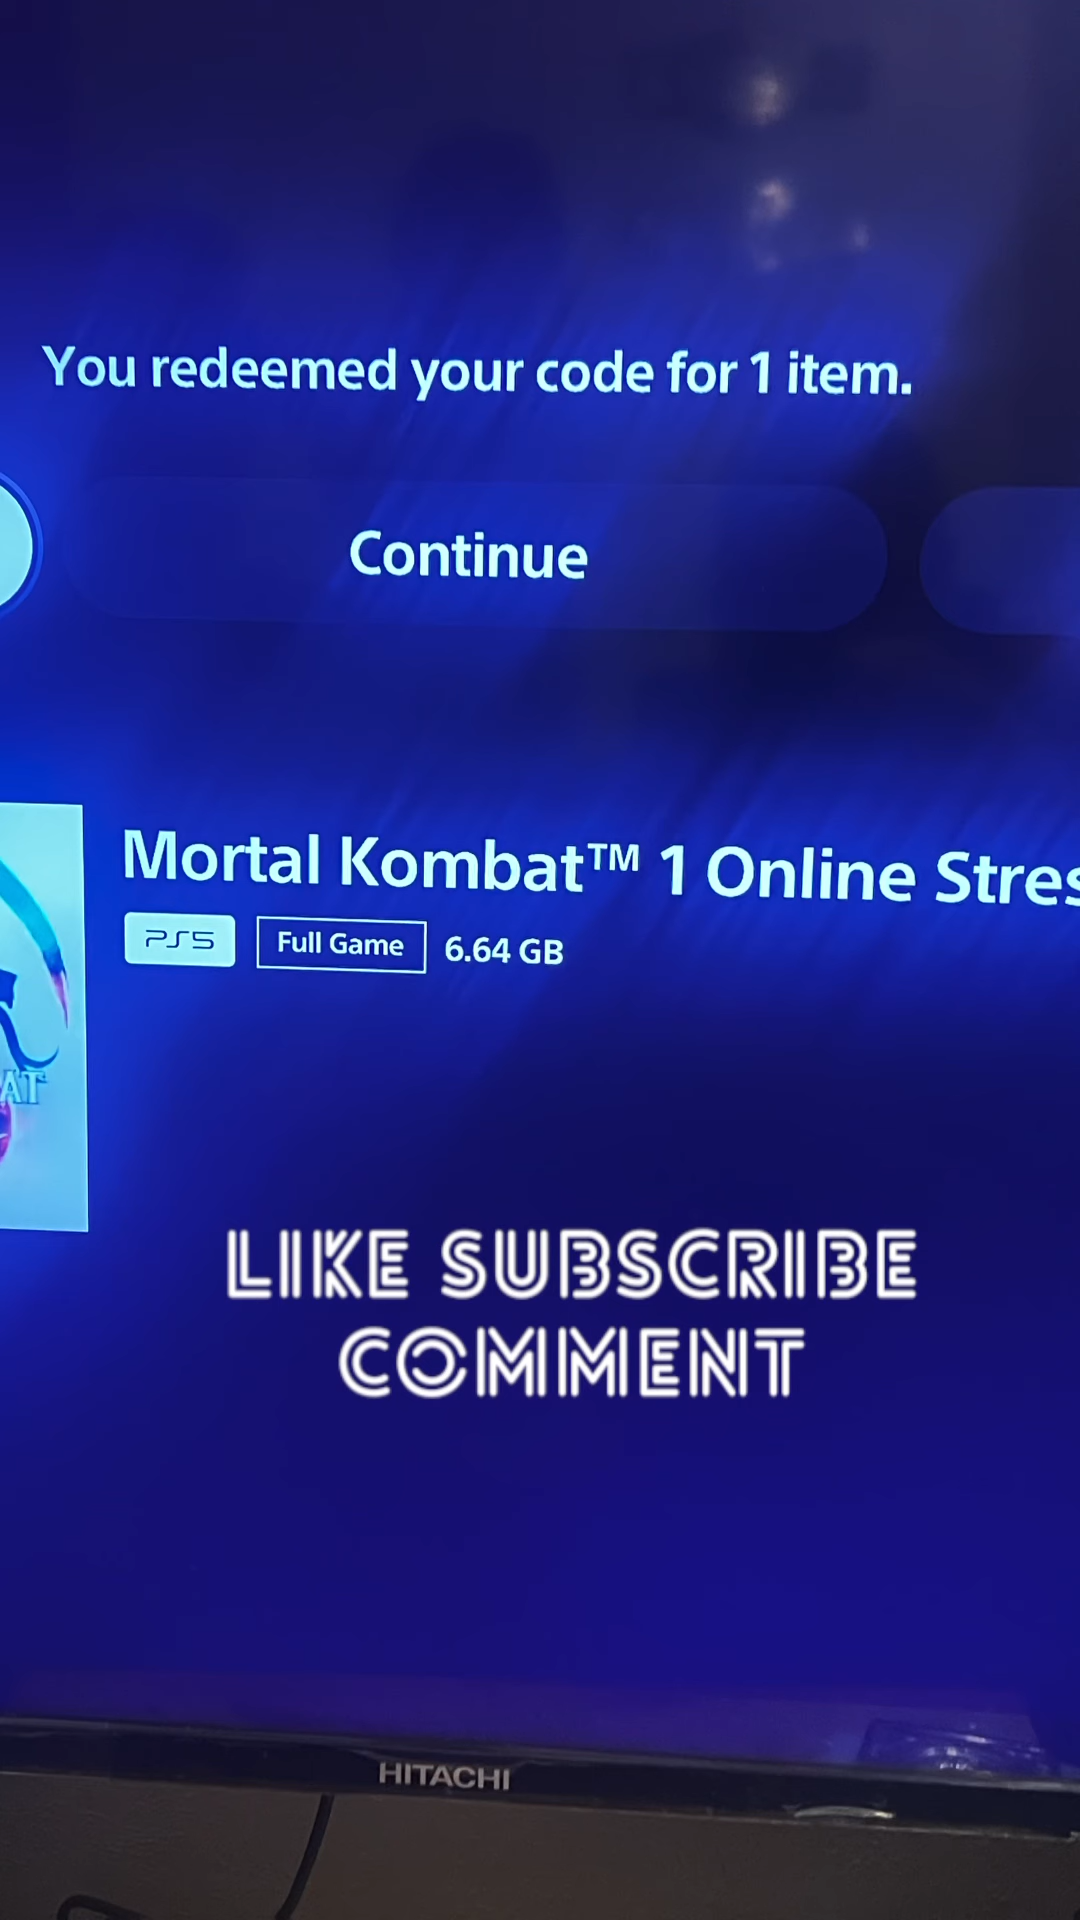 You redeemed your code for 1 item.
Continue
Mortal Kombat™ 1 Online Stres
PS5 Full Game 6.64 GB
AT
LIKE SUBSCRIBE
COMMENT
HITACHI